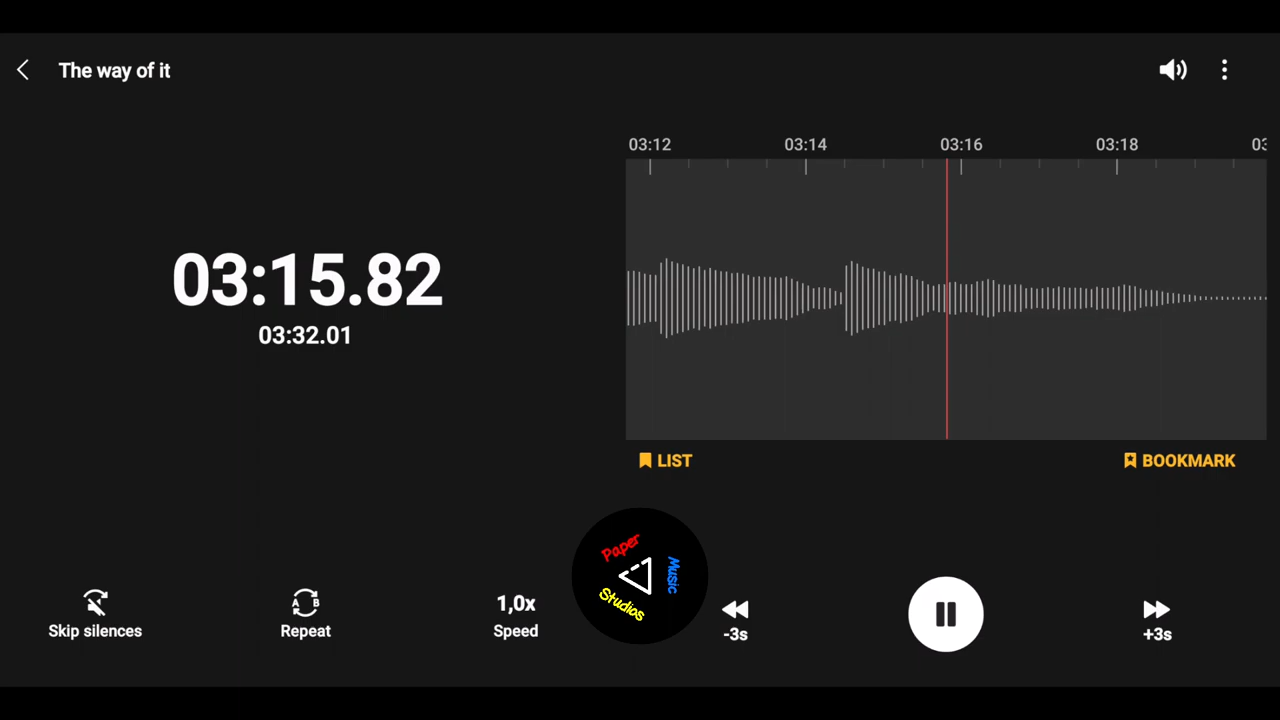 The way of it
03:12 03:14 03:16 03:18
03:15.82
03:32.01
LIST BOOKMARK
Paper
Music
Studios
A B
1,0x
Skip silences Repeat Speed -3s +3s